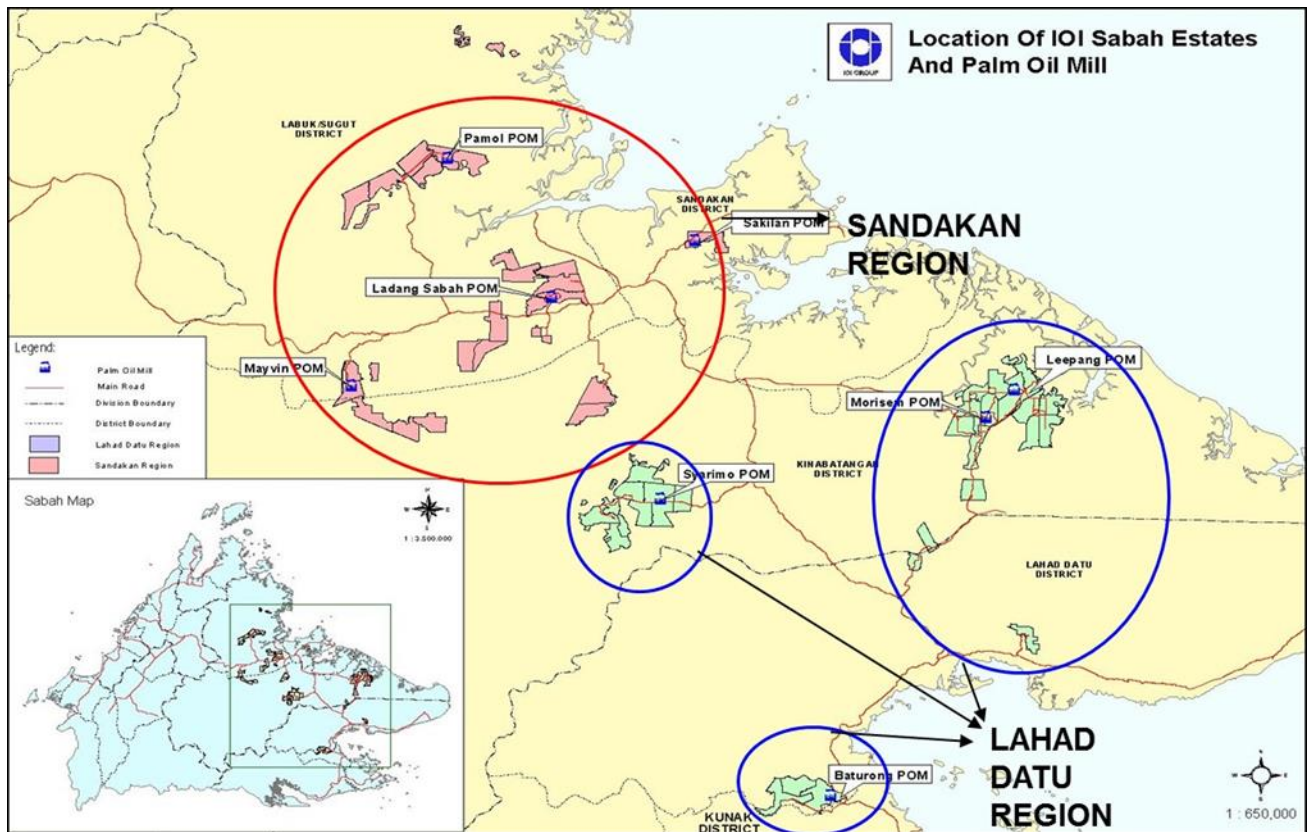 Location Of IOI Sabah Estates
And Palm Oil Mill
IOI GROUP
LABUK/SUGUT
DISTRICT
Pamol POM
SANDAKAN
DISTRICT
Sakilan POM
SANDAKAN
REGION
Ladang Sabah POM
Mayvin POM
Leepang POM
Morisem POM
KINABATANGAN
DISTRICT
Syarimo POM
LAHAD DATU
DISTRICT
LAHAD
DATU
REGION
Baturong POM
KUNAK
DISTRICT
1 : 650,000
Legend:
Palm Oil Mill
Main Road
Division Boundary
District Boundary
Lahad Datu Region
Sandakan Region
Sabah Map
1 : 3,500,000